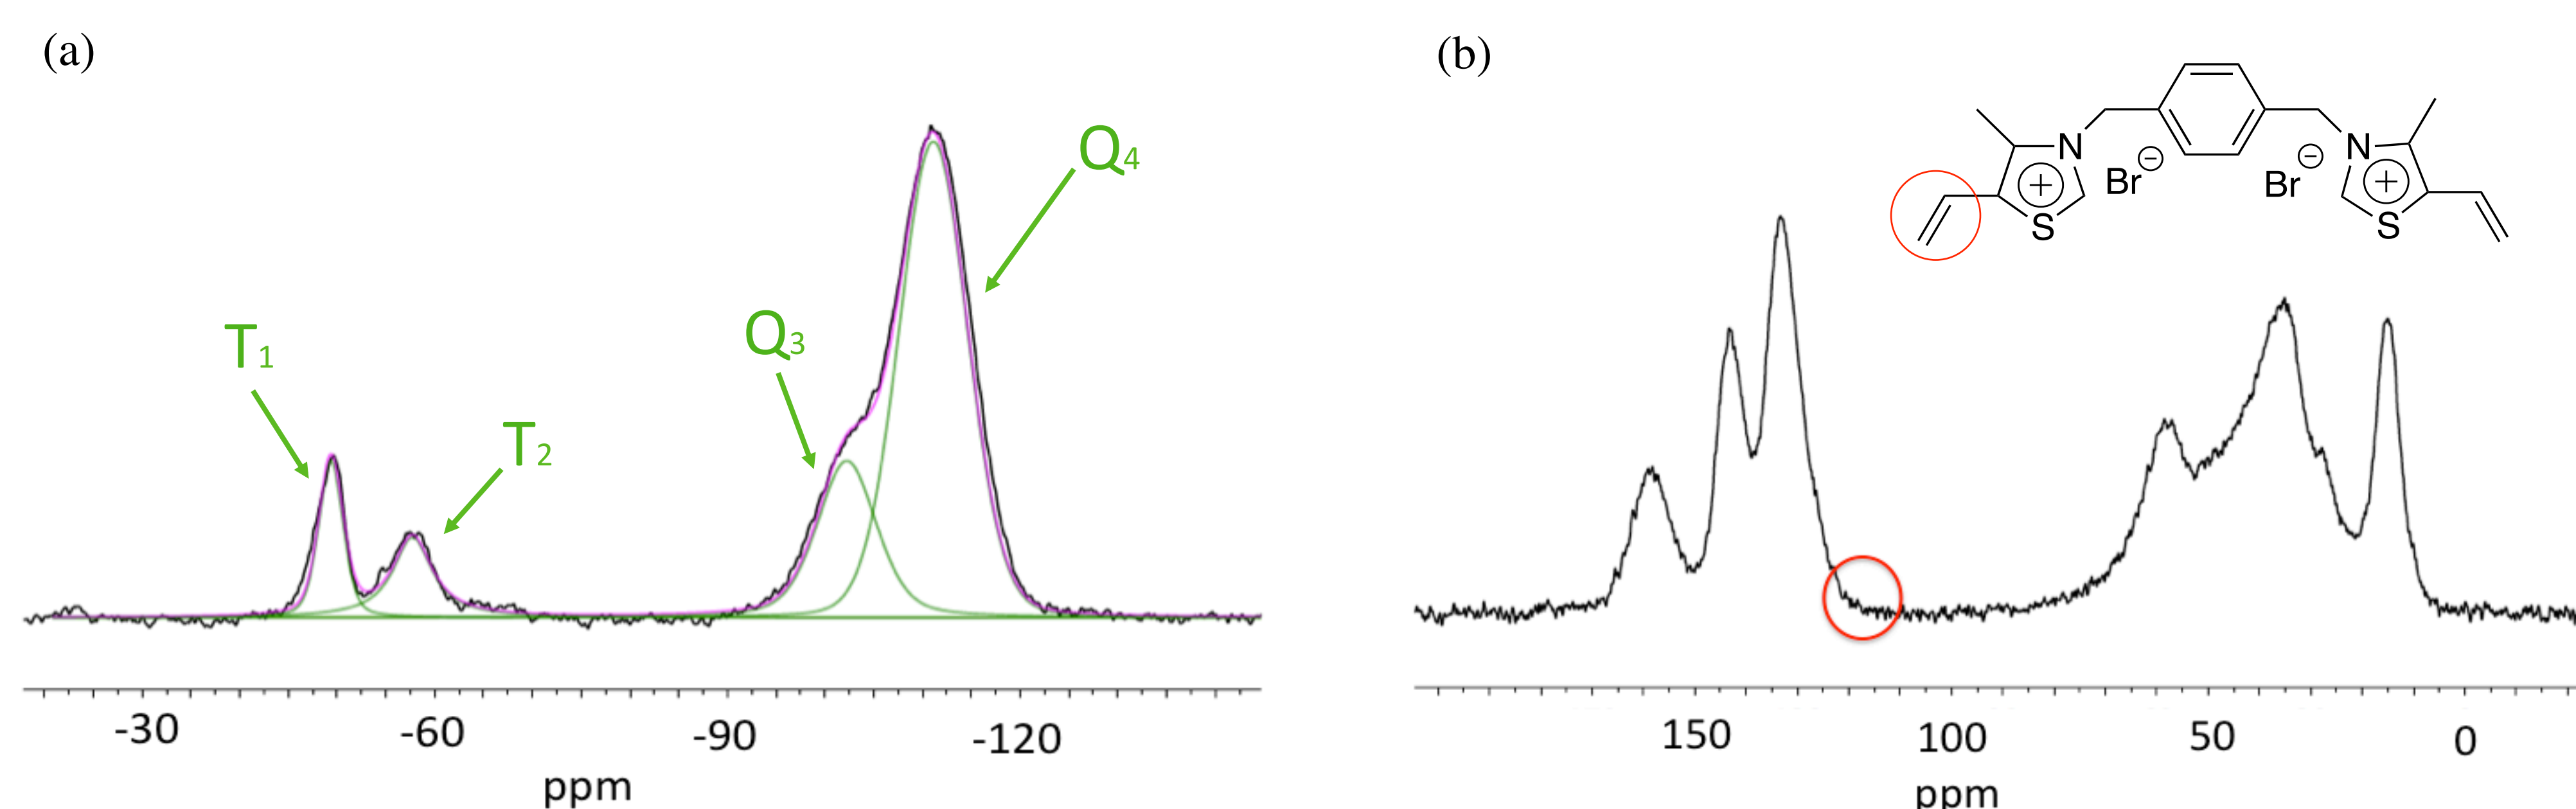 (a)
T1
T2
Q3
Q4
-30 -60 -90 -120
ppm
(b)
N N
⊕ Br⊖ Br⊖ ⊕
S S
150 100 50 0
ppm